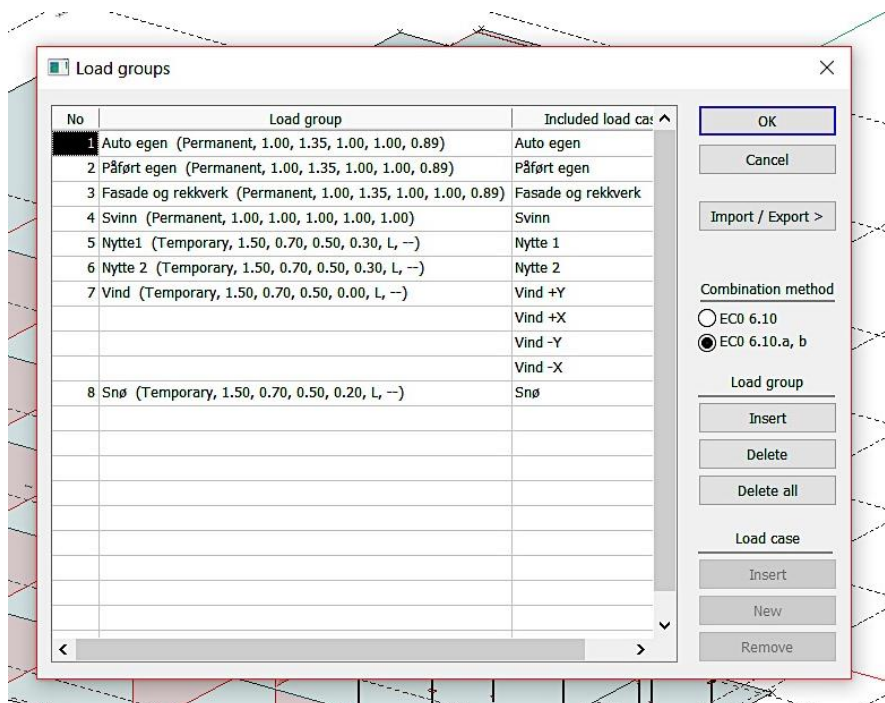 Load groups
No Load group Included load cas
1 Auto egen (Permanent, 1.00, 1.35, 1.00, 1.00, 0.89) Auto egen
2 Påført egen (Permanent, 1.00, 1.35, 1.00, 1.00, 0.89) Påført egen
3 Fasade og rekkverk (Permanent, 1.00, 1.35, 1.00, 1.00, 0.89) Fasade og rekkverk
4 Svinn (Permanent, 1.00, 1.00, 1.00, 1.00, 1.00) Svinn
5 Nytte1 (Temporary, 1.50, 0.70, 0.50, 0.30, L, --) Nytte 1
6 Nytte 2 (Temporary, 1.50, 0.70, 0.50, 0.30, L, --) Nytte 2
7 Vind (Temporary, 1.50, 0.70, 0.50, 0.00, L, --) Vind +Y
Vind +X
Vind -Y
Vind -X
8 Snø (Temporary, 1.50, 0.70, 0.50, 0.20, L, --) Snø
OK
Cancel
Import / Export >
Combination method
EC0 6.10
EC0 6.10.a, b
Load group
Insert
Delete
Delete all
Load case
Insert
New
Remove